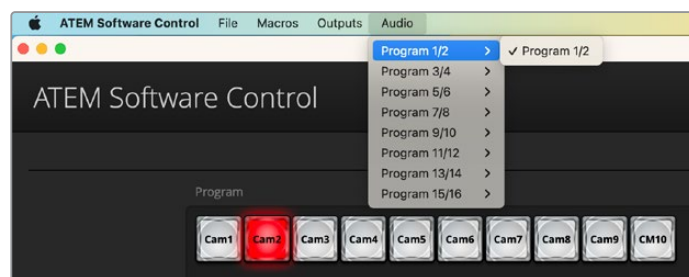 ATEM Software Control File Macros Outputs Audio
Program 1/2 > ✓ Program 1/2
Program 3/4 >
Program 5/6 >
Program 7/8 >
Program 9/10 >
Program 11/12 >
Program 13/14 >
Program 15/16 >
ATEM Software Control
Program
Cam1 Cam2 Cam3 Cam4 Cam5 Cam6 Cam7 Cam8 Cam9 CM10